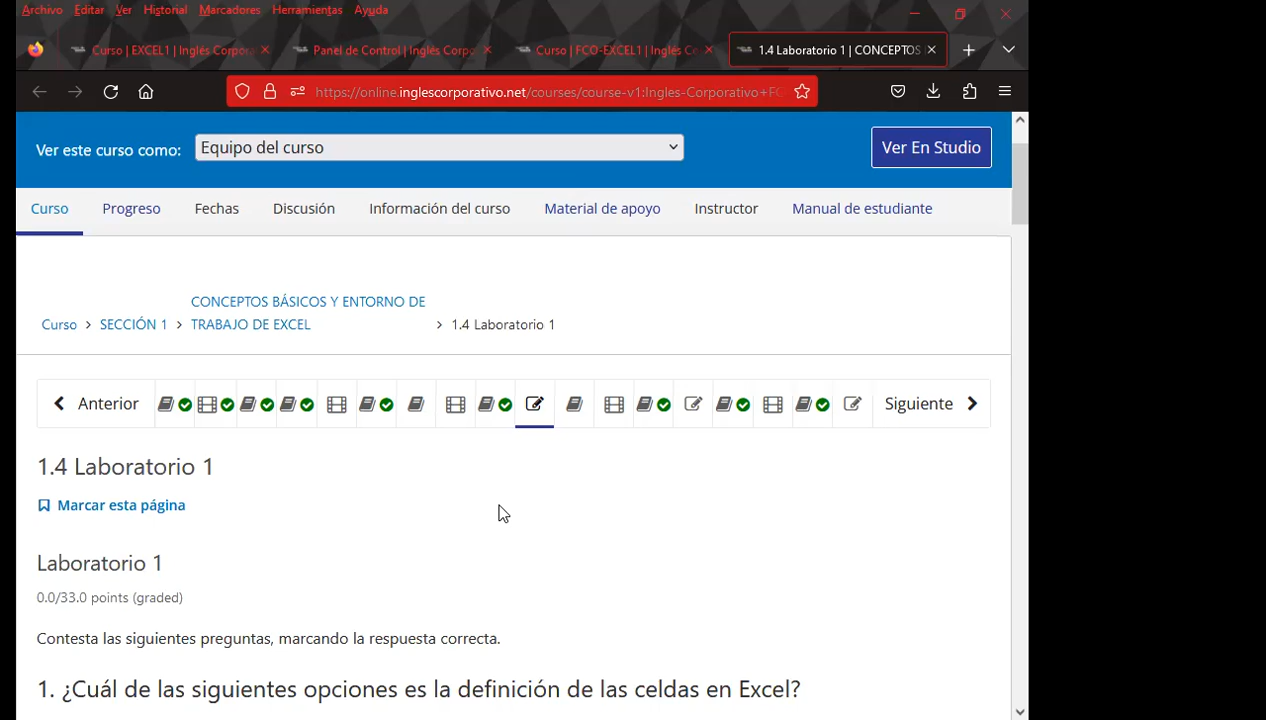 Archivo Editar Ver Historial Marcadores Herramientas Ayuda
Curso | EXCEL1 | Inglés Corpora
Panel de Control | Inglés Corpo
Curso | FCO-EXCEL1 | Inglés Co
1.4 Laboratorio 1 | CONCEPTOS
https://online.inglescorporativo.net/courses/course-v1:Ingles-Corporativo+FC
Ver este curso como: Equipo del curso Ver En Studio
Curso Progreso Fechas Discusión Información del curso Material de apoyo Instructor Manual de estudiante
CONCEPTOS BÁSICOS Y ENTORNO DE
Curso > SECCIÓN 1 > TRABAJO DE EXCEL > 1.4 Laboratorio 1
Anterior Siguiente
1.4 Laboratorio 1
Marcar esta página
Laboratorio 1
0.0/33.0 points (graded)
Contesta las siguientes preguntas, marcando la respuesta correcta.
1. ¿Cuál de las siguientes opciones es la definición de las celdas en Excel?